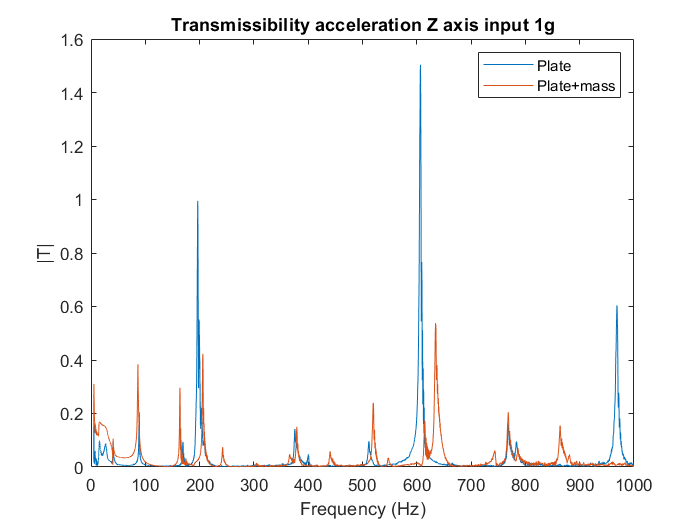 Transmissibility acceleration Z axis input 1g
Plate
Plate+mass
|T|
1.6
1.4
1.2
1
0.8
0.6
0.4
0.2
0
0 100 200 300 400 500 600 700 800 900 1000
Frequency (Hz)